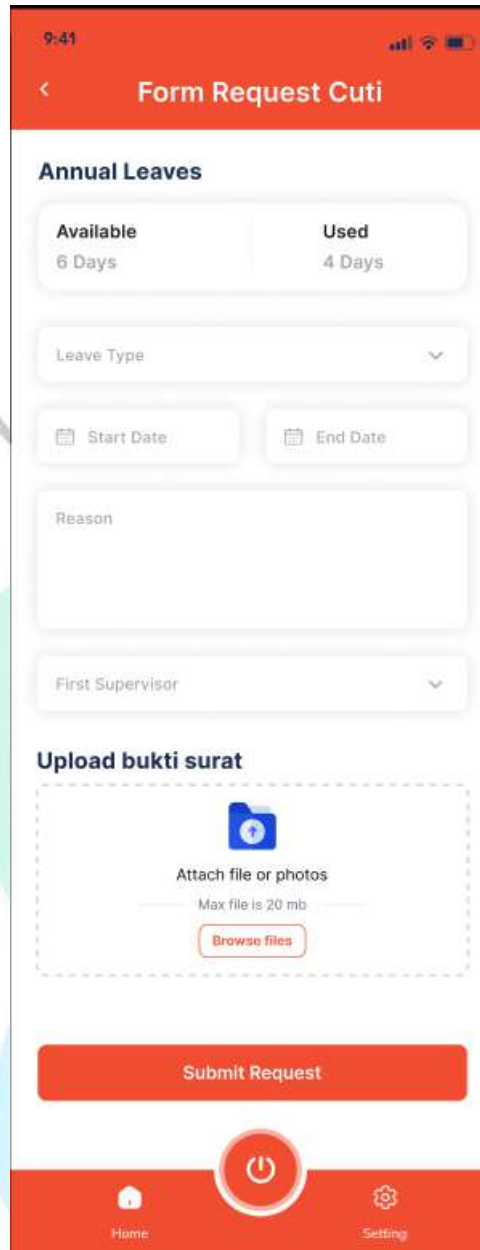 9:41
Form Request Cuti
Annual Leaves
Available Used
6 Days 4 Days
Leave Type
Start Date End Date
Reason
First Supervisor
Upload bukti surat
Attach file or photos
Max file is 20 mb
Browse files
Submit Request
Home Setting